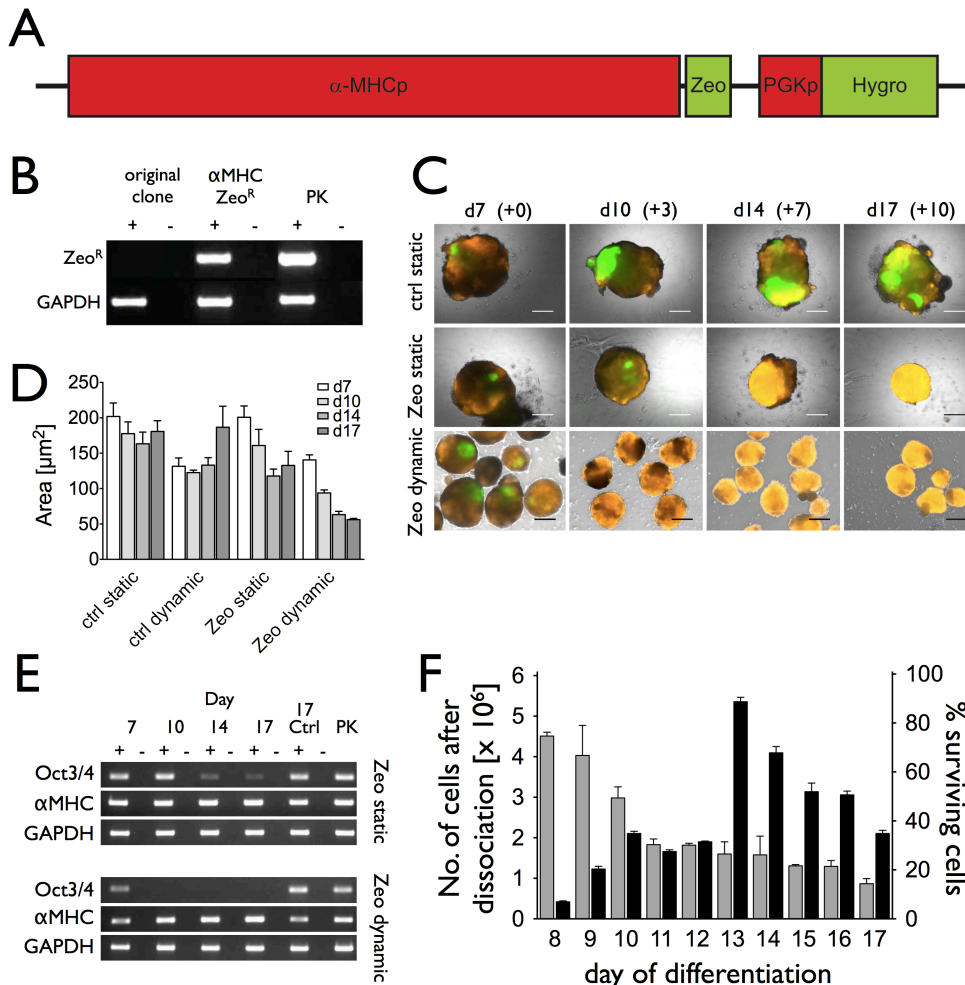 A
α-MHCp
Zeo
PGKp
Hygro
B
original clone
αMHC Zeoᴿ
PK
+ - + - + -
Zeoᴿ
GAPDH
C
d7 (+0) d10 (+3) d14 (+7) d17 (+10)
ctrl static
Zeo static
Zeo dynamic
D
Area [µm²]
250
200
150
100
50
0
d7
d10
d14
d17
ctrl static
ctrl dynamic
Zeo static
Zeo dynamic
E
Day
7 10 14 17 17 Ctrl PK
+ - + - + - + - + - +
Oct3/4
αMHC
GAPDH
Zeo static
Oct3/4
αMHC
GAPDH
Zeo dynamic
F
No. of cells after dissociation [x 10⁶]
6
5
4
3
2
1
0
100
80
60
40
20
0
% surviving cells
8 9 10 11 12 13 14 15 16 17
day of differentiation